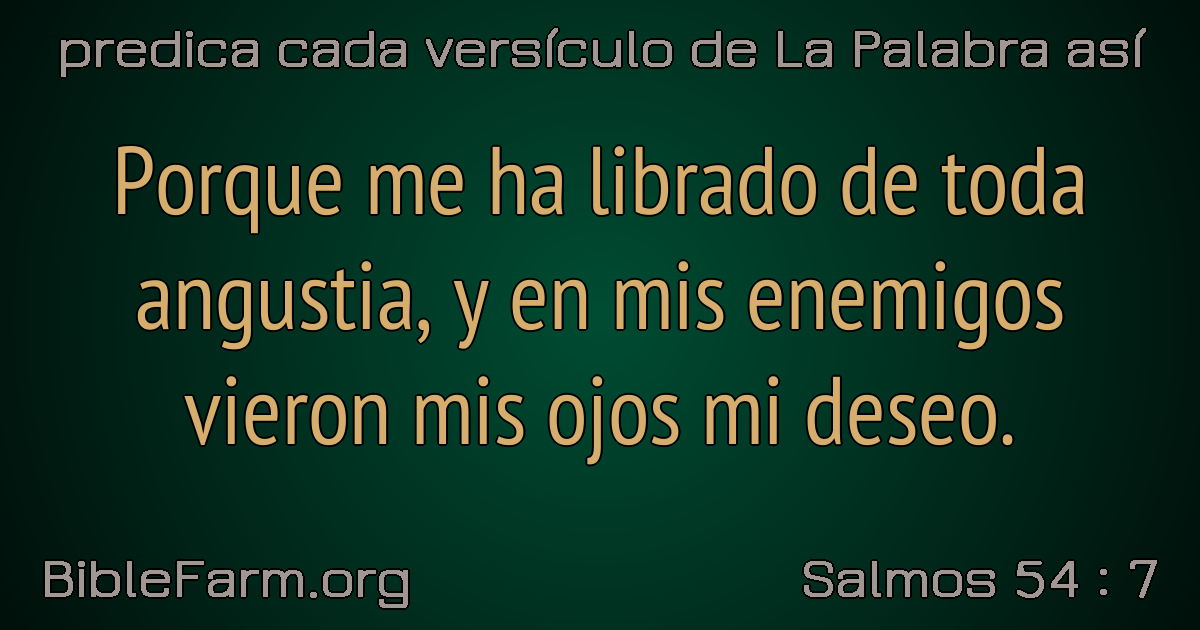 predica cada versículo de La Palabra así
Porque me ha librado de toda
angustia, y en mis enemigos
vieron mis ojos mi deseo.
BibleFarm.org
Salmos 54 : 7